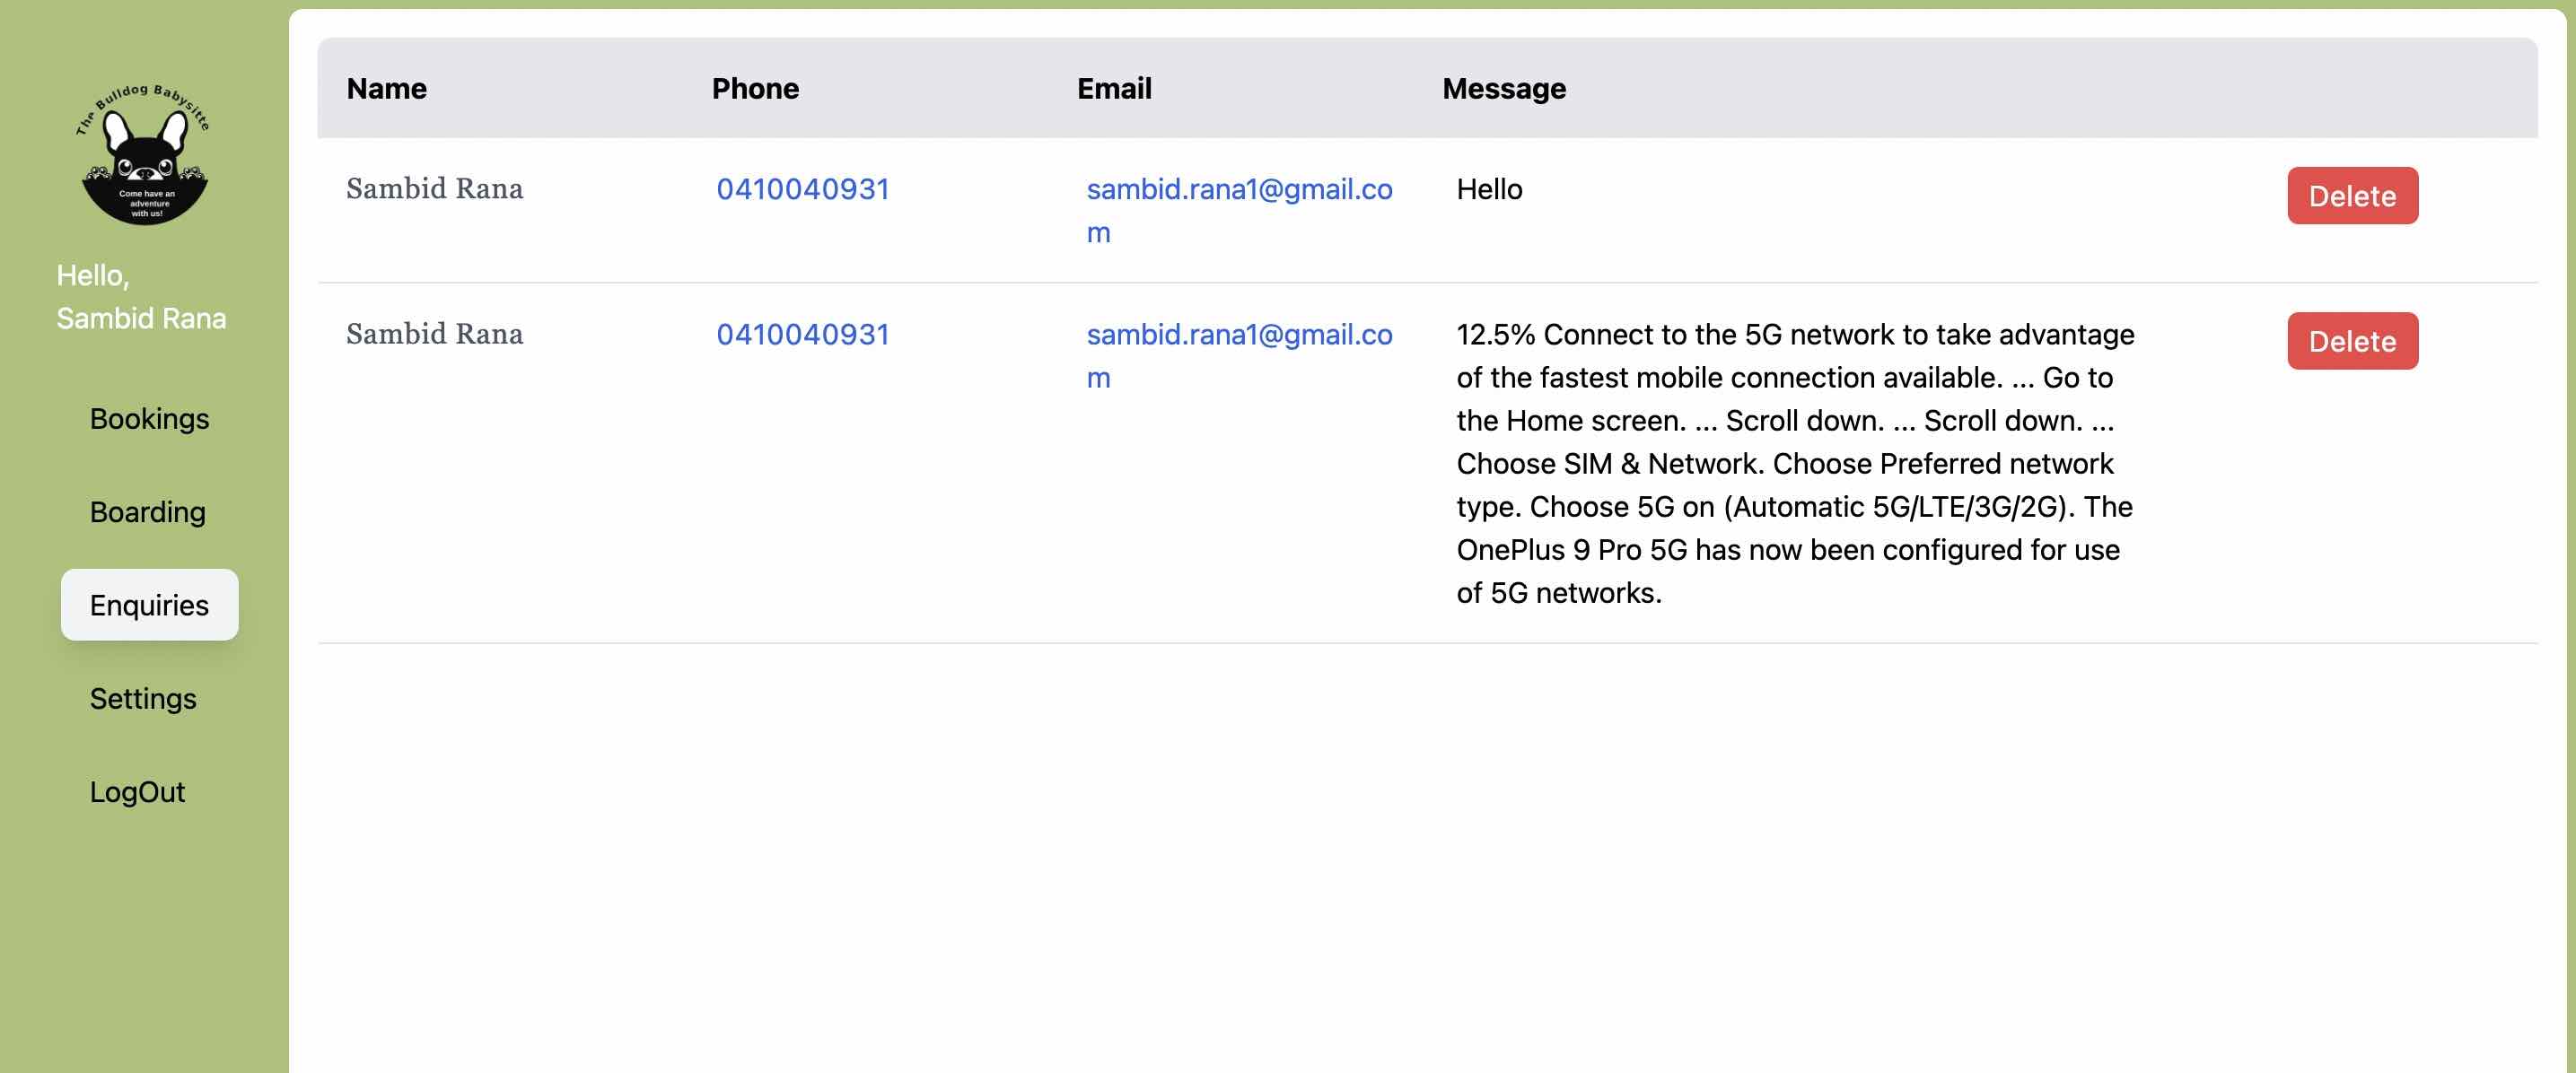 The Bulldog Babysitte
Come have an
adventure
with us!
Hello,
Sambid Rana
Bookings
Boarding
Enquiries
Settings
LogOut
Name Phone Email Message
Sambid Rana 0410040931 sambid.rana1@gmail.co Hello Delete
m
Sambid Rana 0410040931 sambid.rana1@gmail.co 12.5% Connect to the 5G network to take advantage Delete
m of the fastest mobile connection available. ... Go to
the Home screen. ... Scroll down. ... Scroll down. ...
Choose SIM & Network. Choose Preferred network
type. Choose 5G on (Automatic 5G/LTE/3G/2G). The
OnePlus 9 Pro 5G has now been configured for use
of 5G networks.